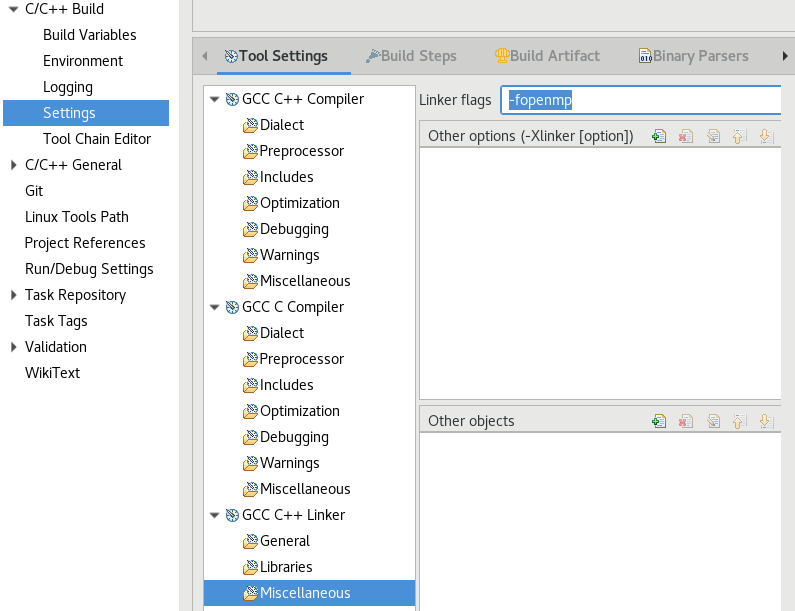 C/C++ Build
Build Variables
Environment
Logging
Settings
Tool Chain Editor
C/C++ General
Git
Linux Tools Path
Project References
Run/Debug Settings
Task Repository
Task Tags
Validation
WikiText
Tool Settings
Build Steps
Build Artifact
Binary Parsers
GCC C++ Compiler
Dialect
Preprocessor
Includes
Optimization
Debugging
Warnings
Miscellaneous
GCC C Compiler
Dialect
Preprocessor
Includes
Optimization
Debugging
Warnings
Miscellaneous
GCC C++ Linker
General
Libraries
Miscellaneous
Linker flags -fopenmp
Other options (-Xlinker [option])
Other objects